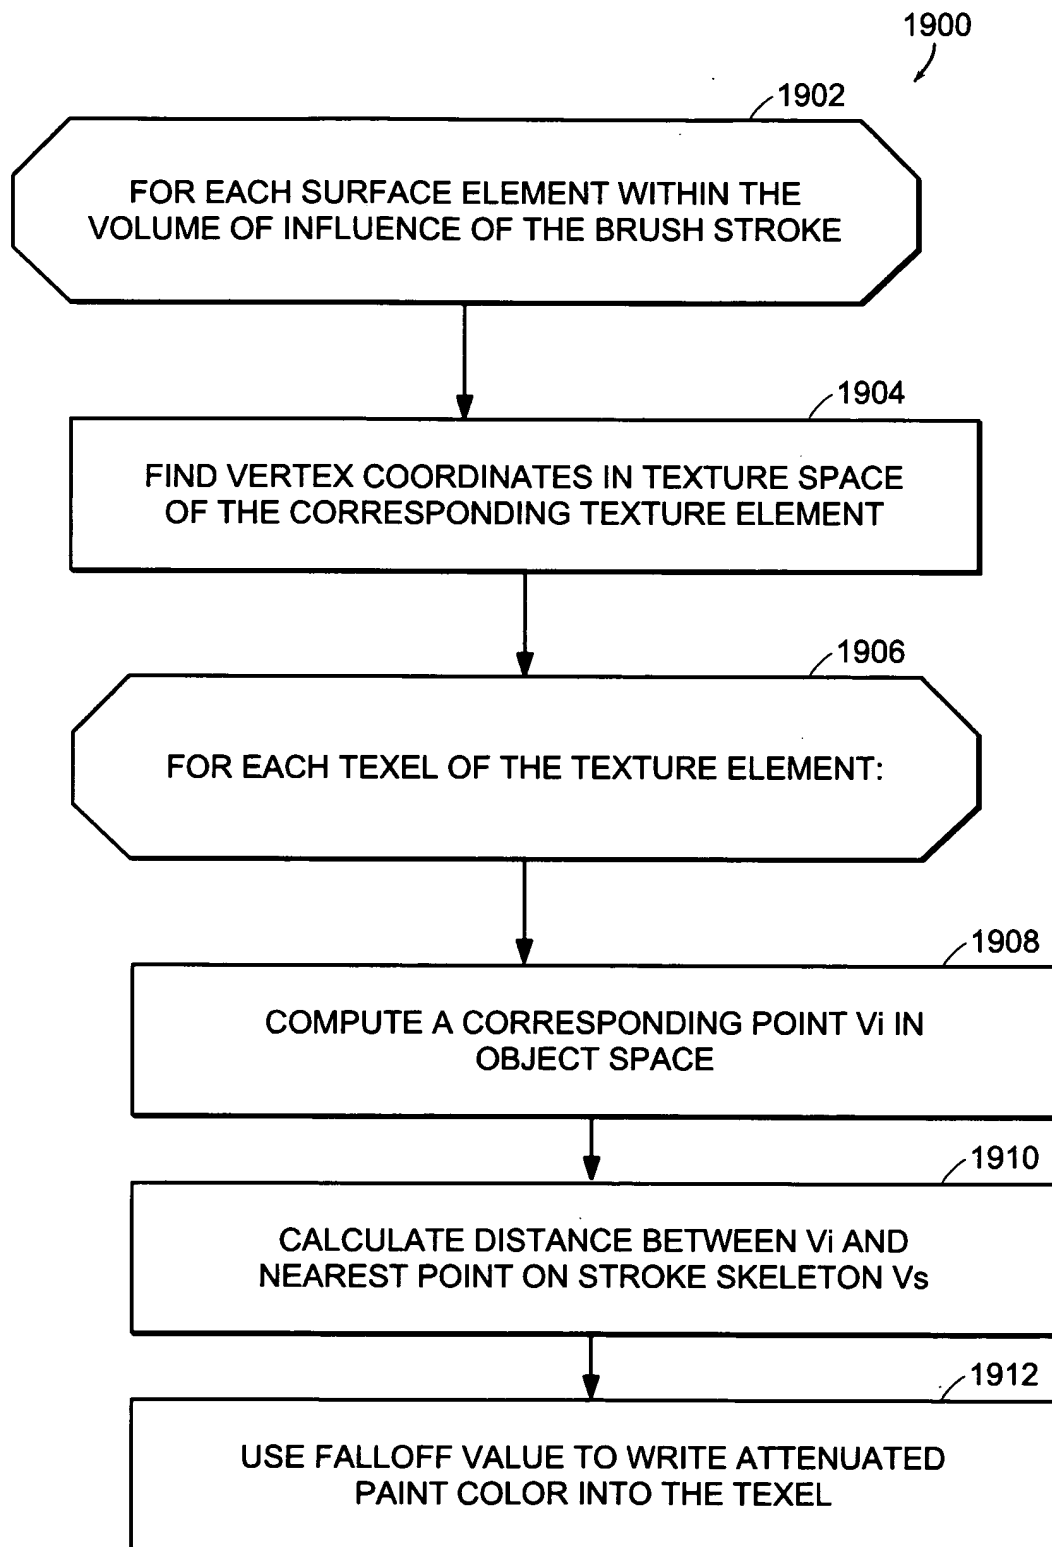 1900
1902
FOR EACH SURFACE ELEMENT WITHIN THE
VOLUME OF INFLUENCE OF THE BRUSH STROKE
1904
FIND VERTEX COORDINATES IN TEXTURE SPACE
OF THE CORRESPONDING TEXTURE ELEMENT
1906
FOR EACH TEXEL OF THE TEXTURE ELEMENT:
1908
COMPUTE A CORRESPONDING POINT Vi IN
OBJECT SPACE
1910
CALCULATE DISTANCE BETWEEN Vi AND
NEAREST POINT ON STROKE SKELETON Vs
1912
USE FALLOFF VALUE TO WRITE ATTENUATED
PAINT COLOR INTO THE TEXEL